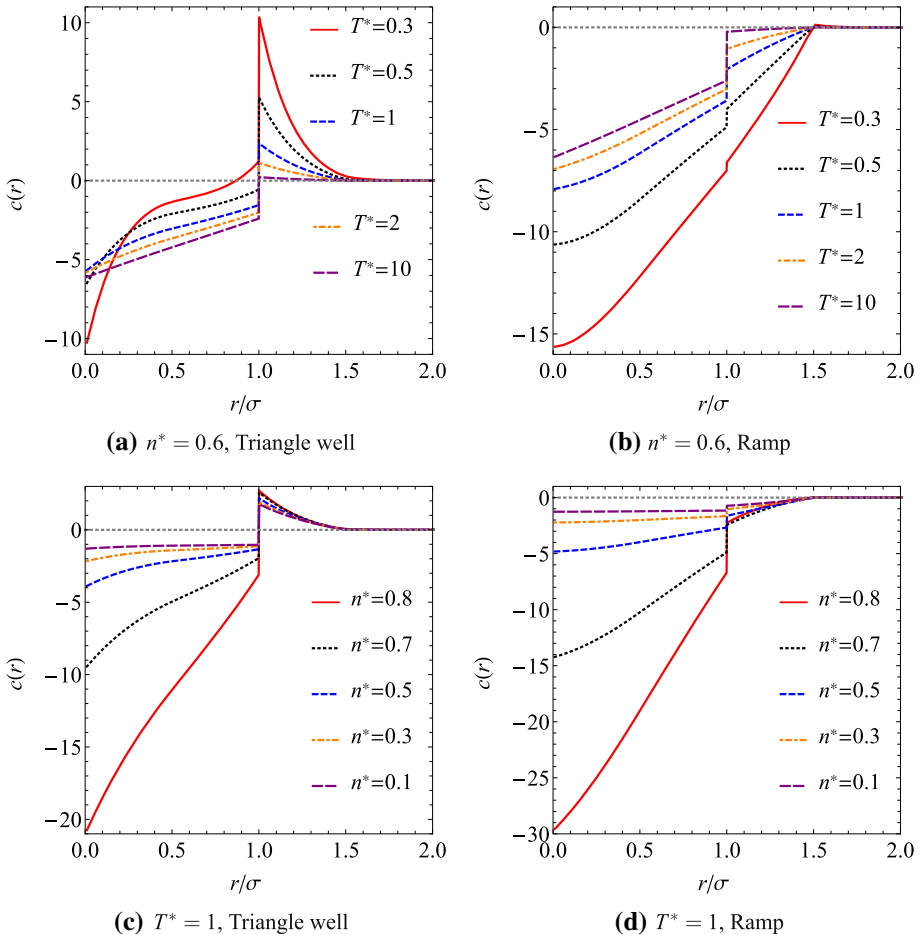 10
5
0
−5
−10
c(r)
T*=0.3
T*=0.5
T*=1
T*=2
T*=10
0.0 0.5 1.0 1.5 2.0
r/σ
(a) n* = 0.6, Triangle well
0
−5
−10
−15
c(r)
T*=0.3
T*=0.5
T*=1
T*=2
T*=10
0.0 0.5 1.0 1.5 2.0
r/σ
(b) n* = 0.6, Ramp
0
−5
−10
−15
−20
c(r)
n*=0.8
n*=0.7
n*=0.5
n*=0.3
n*=0.1
0.0 0.5 1.0 1.5 2.0
r/σ
(c) T* = 1, Triangle well
0
−5
−10
−15
−20
−25
−30
c(r)
n*=0.8
n*=0.7
n*=0.5
n*=0.3
n*=0.1
0.0 0.5 1.0 1.5 2.0
r/σ
(d) T* = 1, Ramp